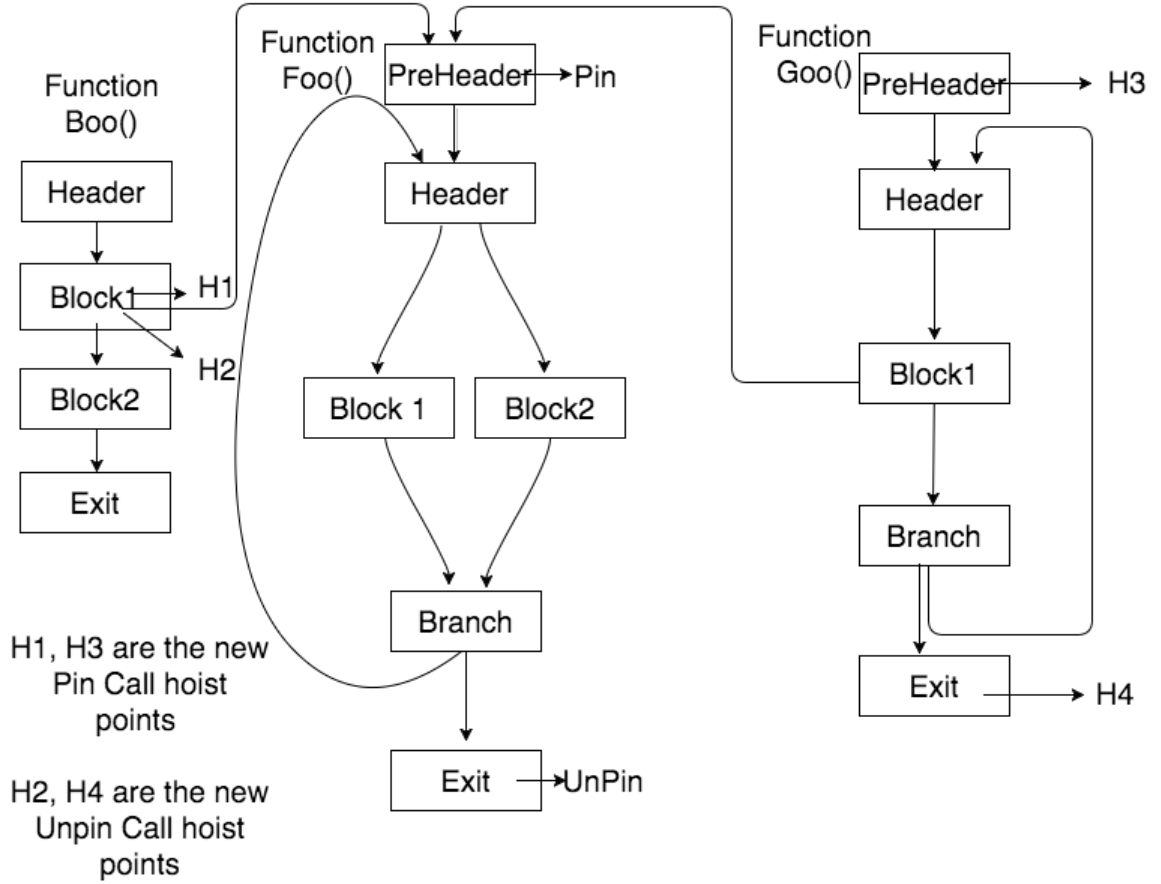 Function
Boo()
Header
Block1
H1
H2
Block2
Exit
H1, H3 are the new
Pin Call hoist
points
H2, H4 are the new
Unpin Call hoist
points
Function
Foo()
PreHeader
Pin
Header
Block 1
Block2
Branch
Exit
UnPin
Function
Goo()
PreHeader
H3
Header
Block1
Branch
Exit
H4